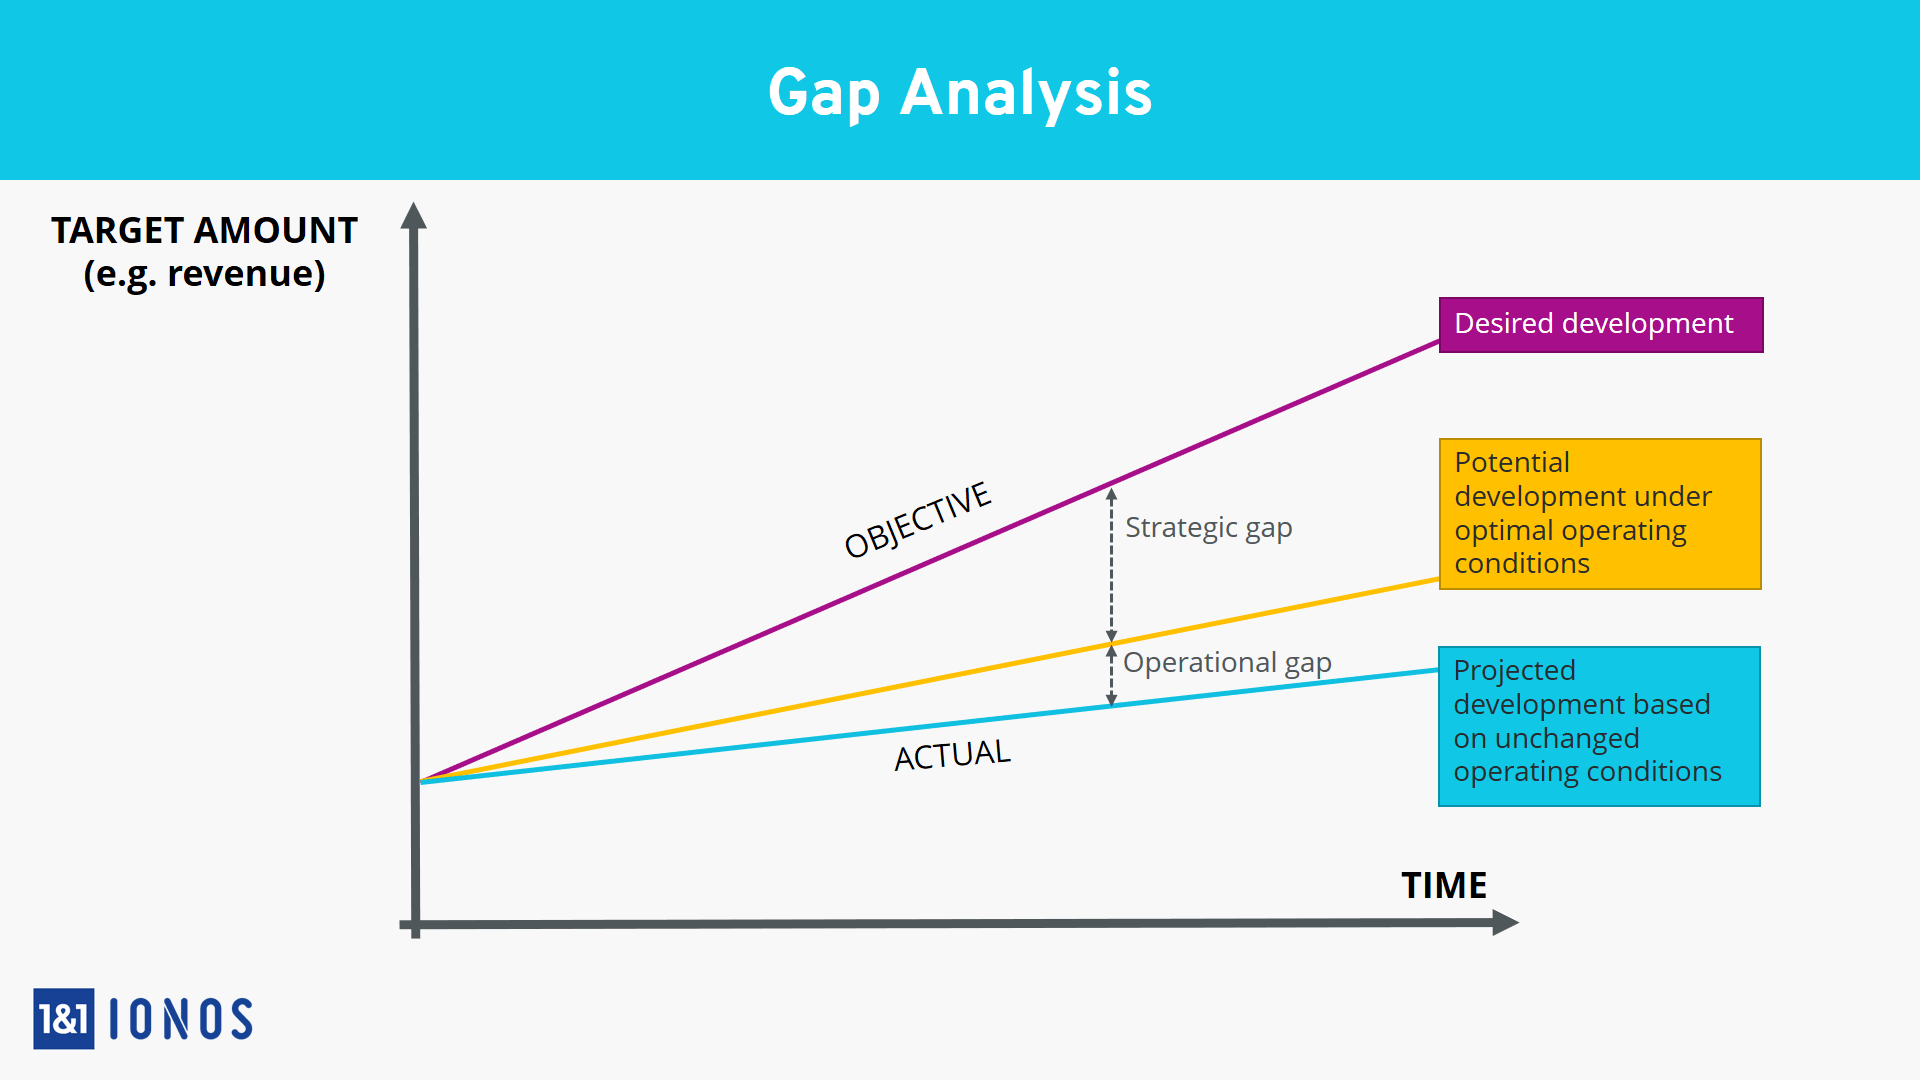 Gap Analysis
TARGET AMOUNT
(e.g. revenue)
Desired development
Potential
development under
optimal operating
conditions
OBJECTIVE
Strategic gap
Operational gap
Projected
development based
on unchanged
operating conditions
ACTUAL
TIME
1&1 IONOS